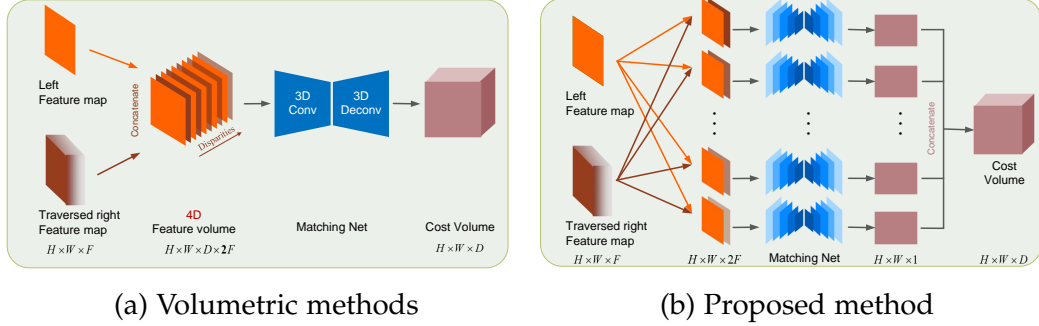 Left
Feature map
Concatenate
Traversed right
Feature map
H×W×F
Disparities
4D
Feature volume
H×W×D×2F
3D
Conv
3D
Deconv
Matching Net
Cost Volume
H×W×D
(a) Volumetric methods
Left
Feature map
Traversed right
Feature map
H×W×F
H×W×2F
Matching Net
H×W×1
Concatenate
Cost
Volume
H×W×D
(b) Proposed method